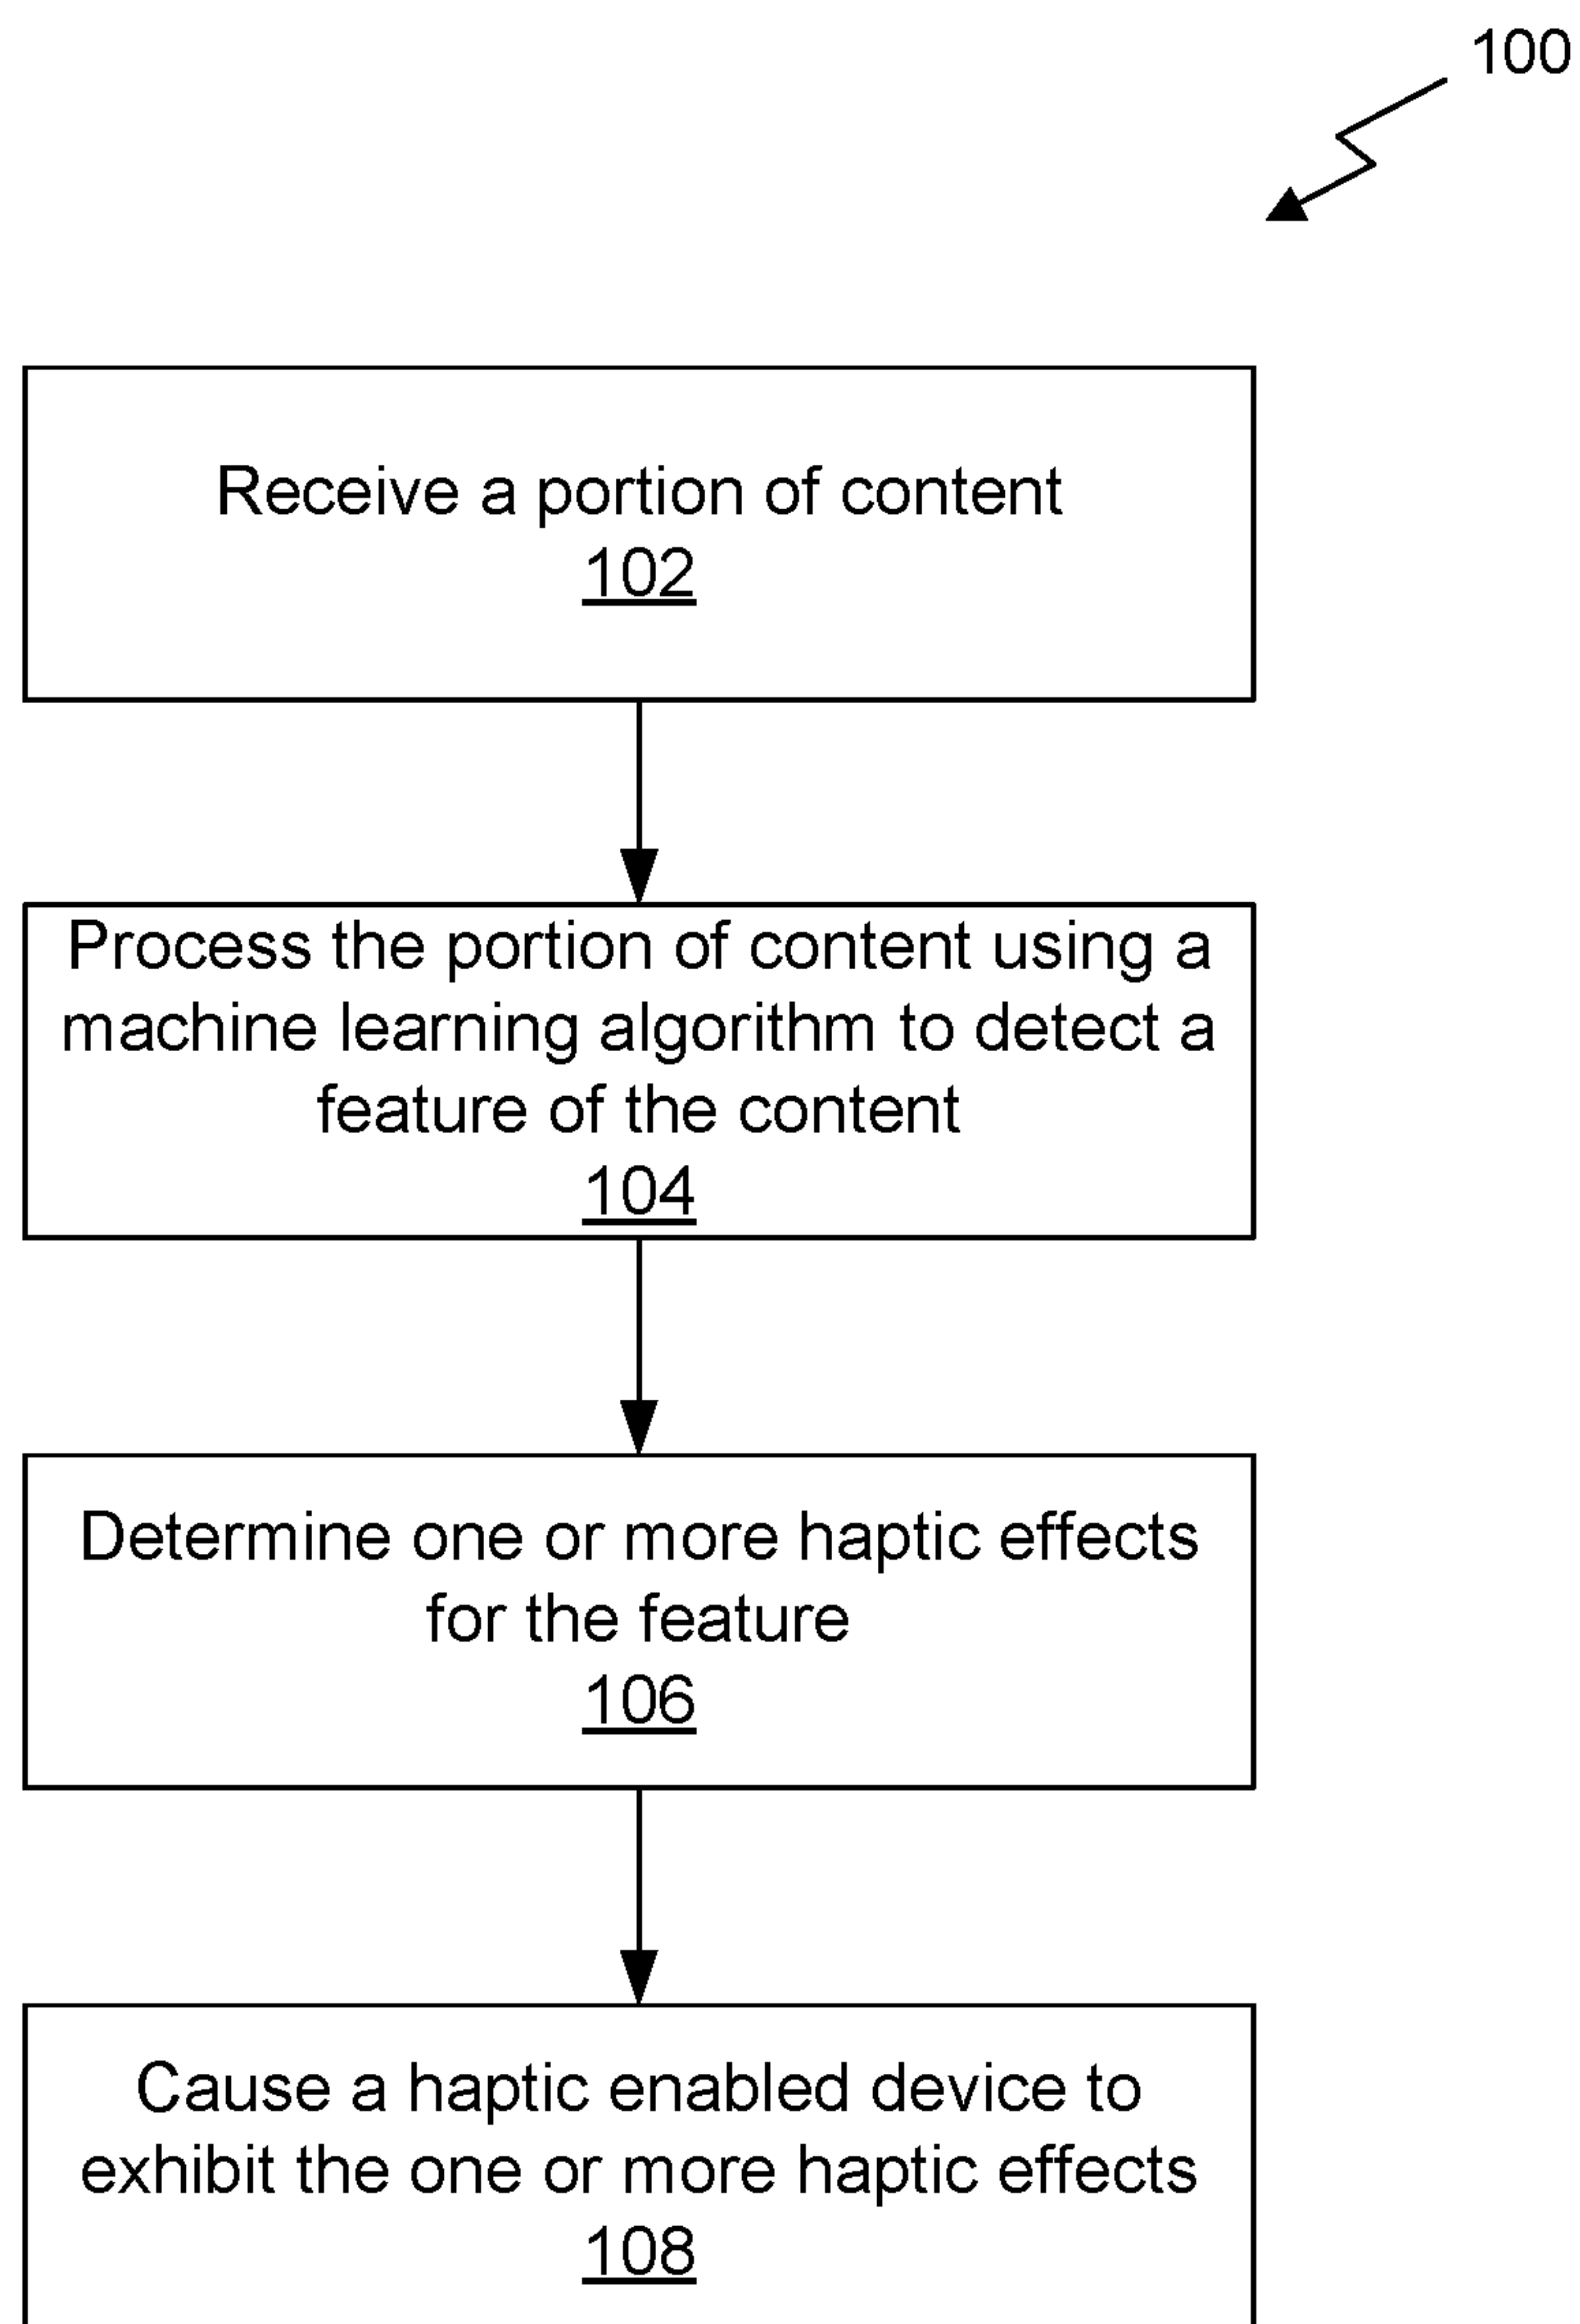 100
Receive a portion of content
102
Process the portion of content using a
machine learning algorithm to detect a
feature of the content
104
Determine one or more haptic effects
for the feature
106
Cause a haptic enabled device to
exhibit the one or more haptic effects
108